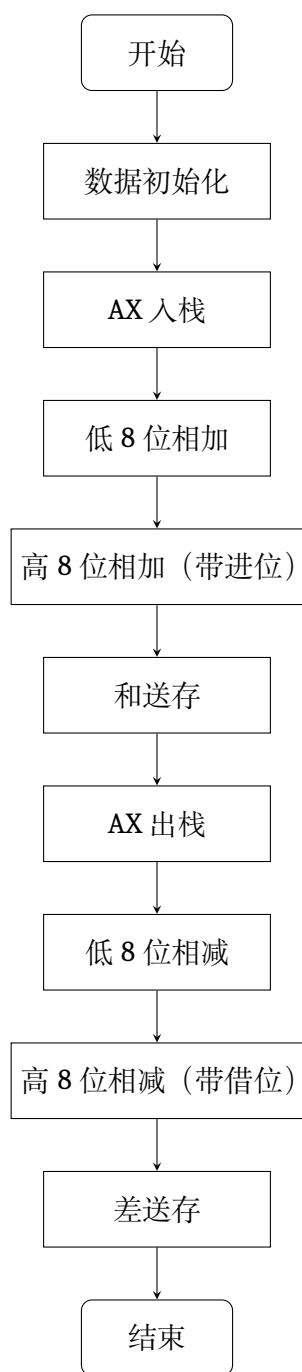 开始
数据初始化
AX 入栈
低 8 位相加
高 8 位相加（带进位）
和送存
AX 出栈
低 8 位相减
高 8 位相减（带借位）
差送存
结束